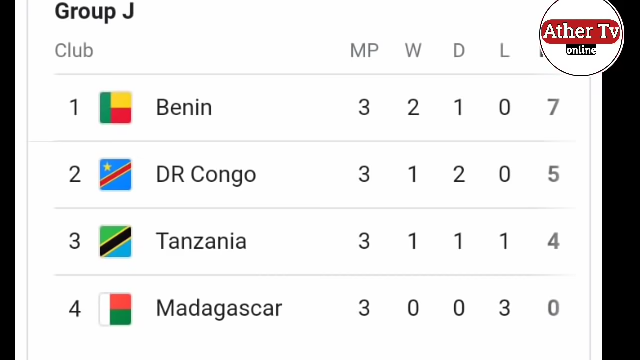 Group J
Ather Tv
online
Club MP W D L
1 Benin 3 2 1 0 7
2 DR Congo 3 1 2 0 5
3 Tanzania 3 1 1 1 4
4 Madagascar 3 0 0 3 0